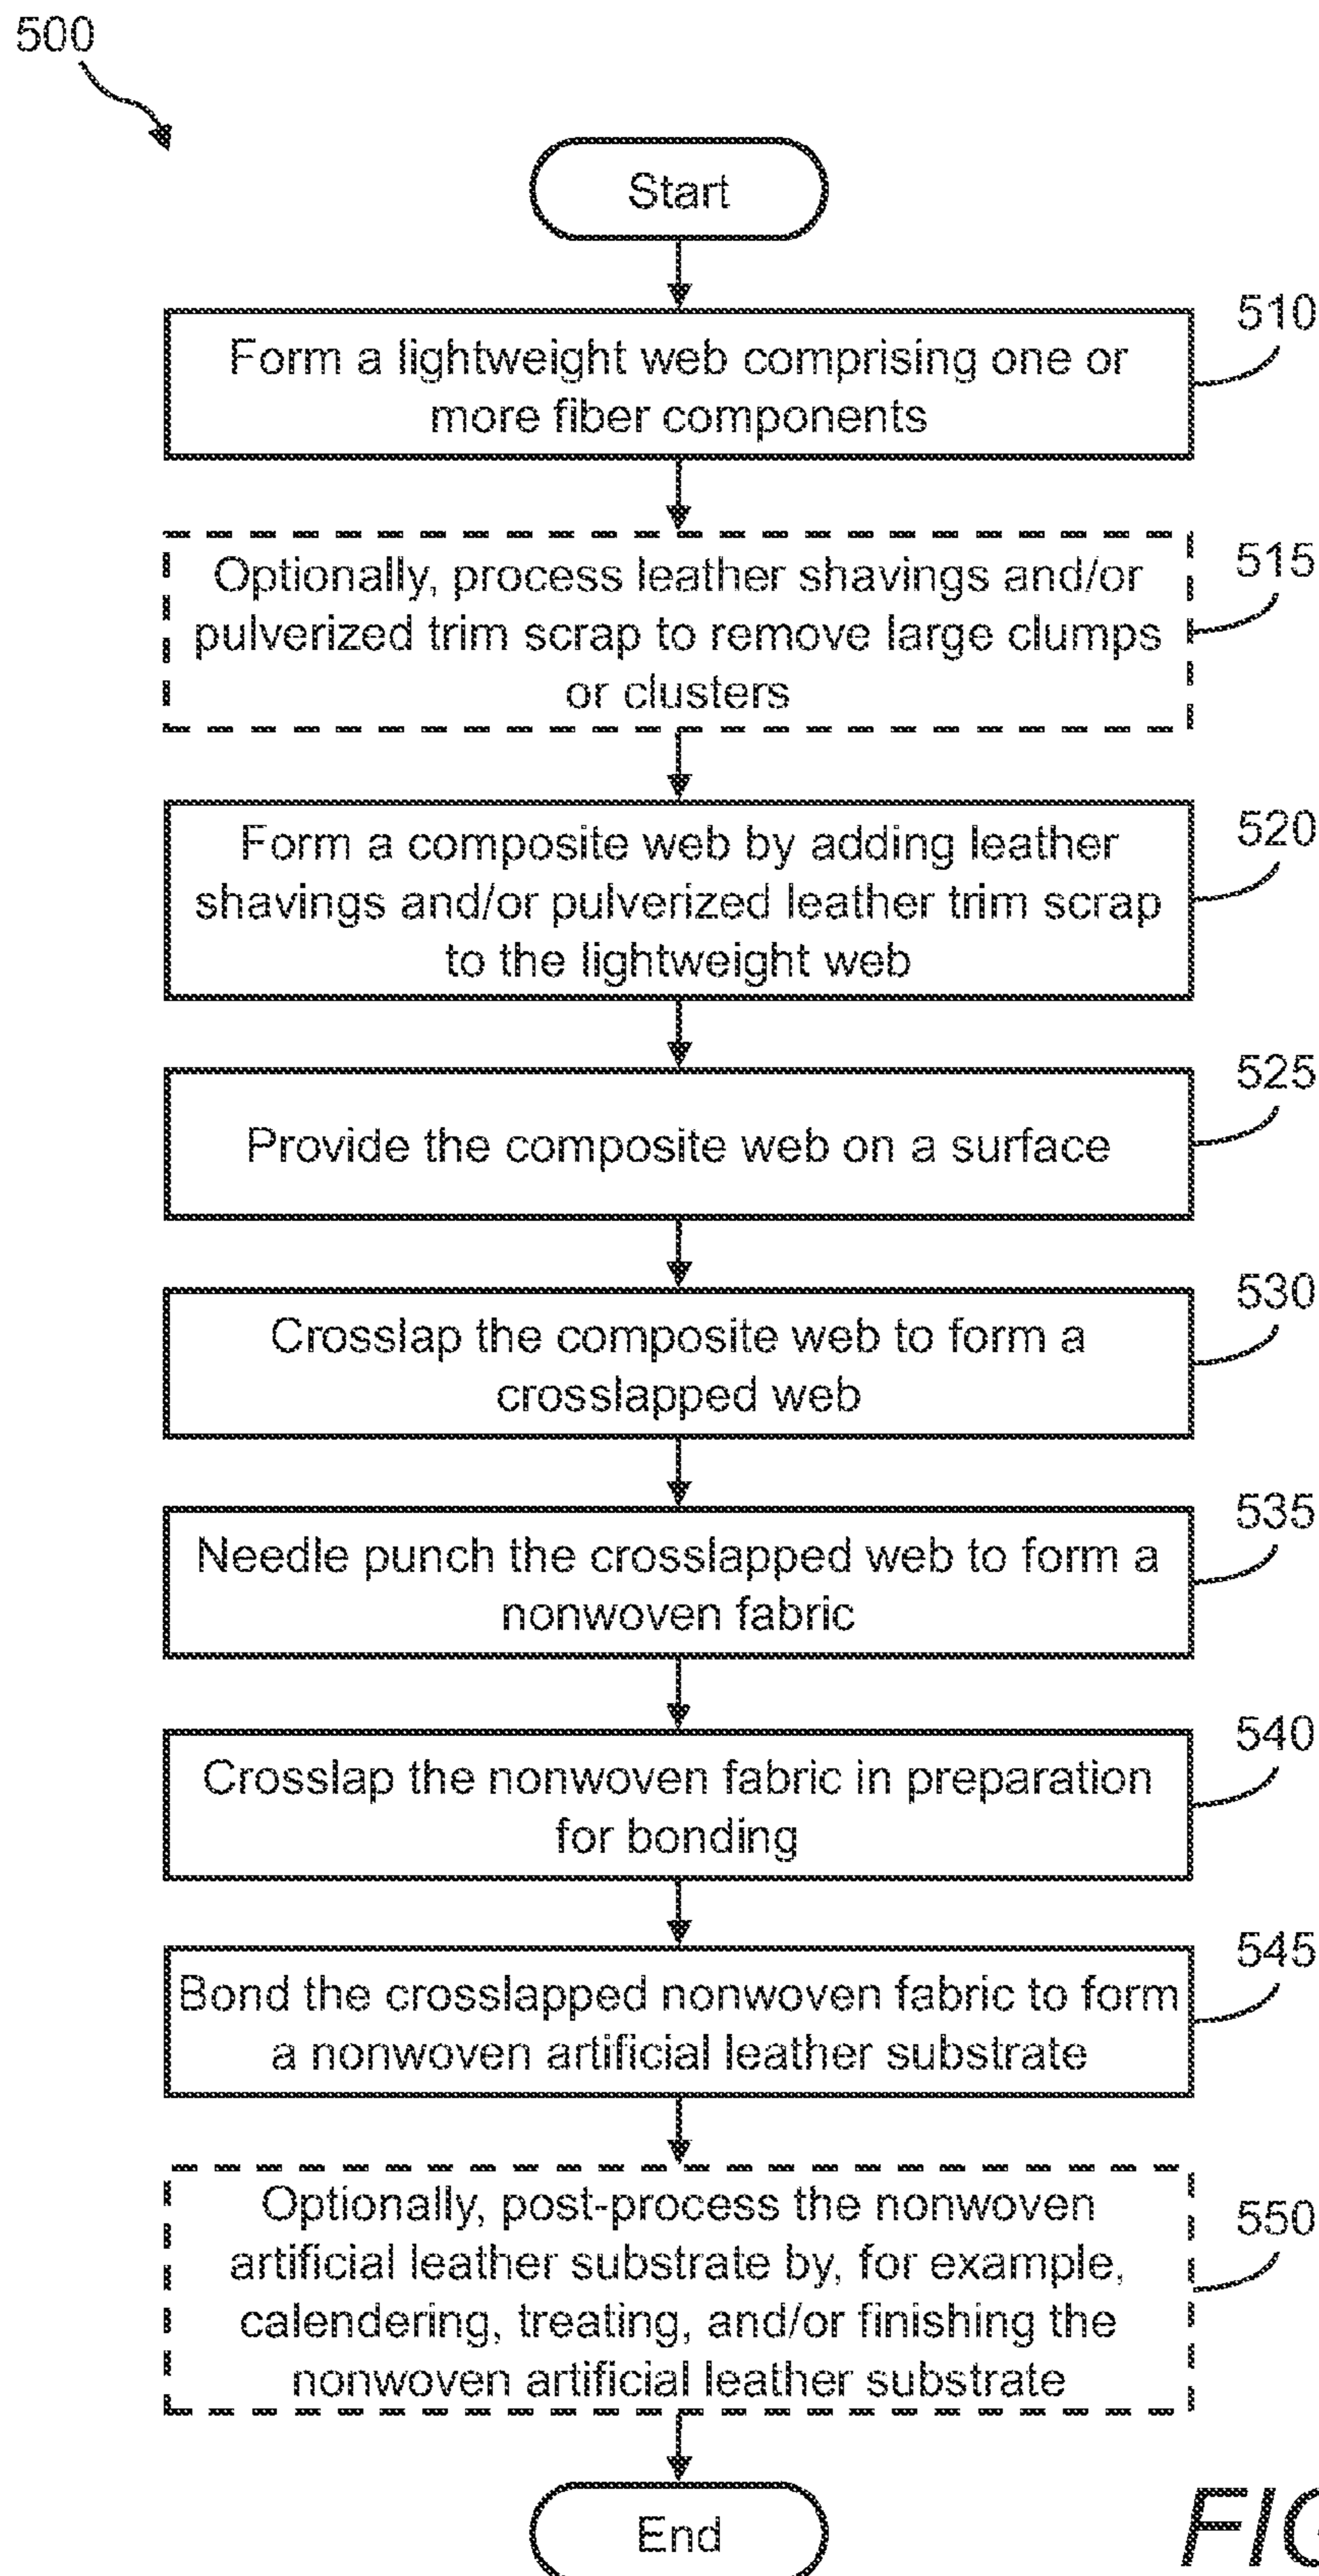 500
Start
510
Form a lightweight web comprising one or
more fiber components
515
Optionally, process leather shavings and/or
pulverized trim scrap to remove large clumps
or clusters
520
Form a composite web by adding leather
shavings and/or pulverized leather trim scrap
to the lightweight web
525
Provide the composite web on a surface
530
Crosslap the composite web to form a
crosslapped web
535
Needle punch the crosslapped web to form a
nonwoven fabric
540
Crosslap the nonwoven fabric in preparation
for bonding
545
Bond the crosslapped nonwoven fabric to form
a nonwoven artificial leather substrate
550
Optionally, post-process the nonwoven
artificial leather substrate by, for example,
calendering, treating, and/or finishing the
nonwoven artificial leather substrate
End